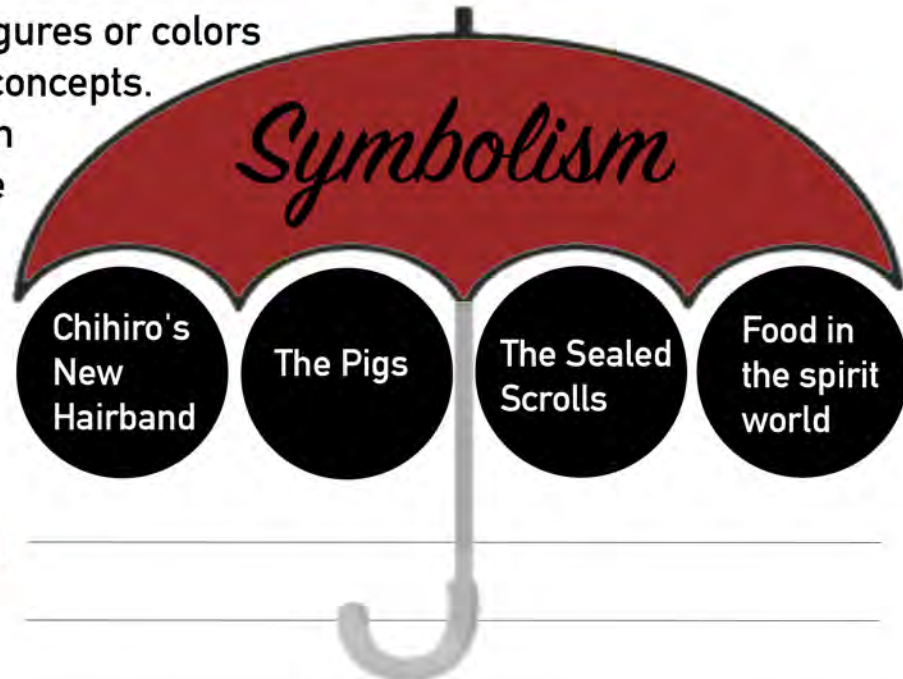 gures or colors
concepts.
n
e
Symbolism
Chihiro's
New
Hairband
The Pigs
The Sealed
Scrolls
Food in
the spirit
world